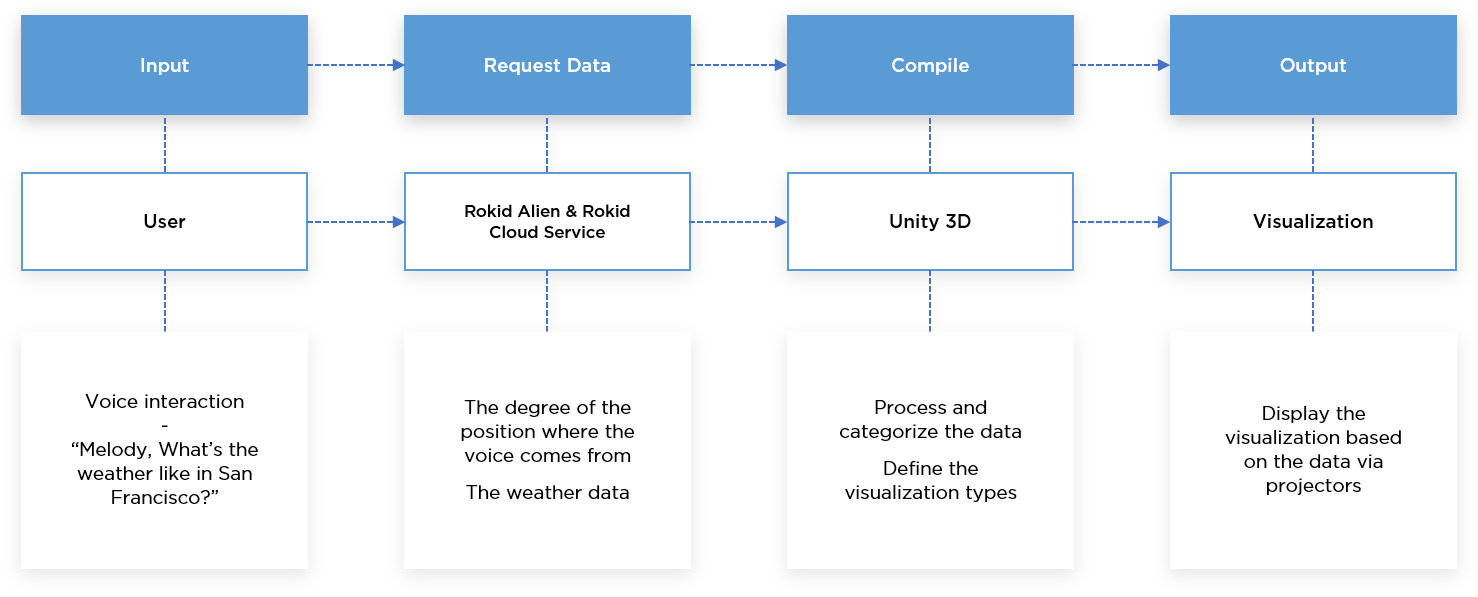 Input
Request Data
Compile
Output
User
Rokid Alien & Rokid
Cloud Service
Unity 3D
Visualization
Voice interaction
-
“Melody, What’s the
weather like in San
Francisco?”
The degree of the
position where the
voice comes from
The weather data
Process and
categorize the data
Define the
visualization types
Display the
visualization based
on the data via
projectors